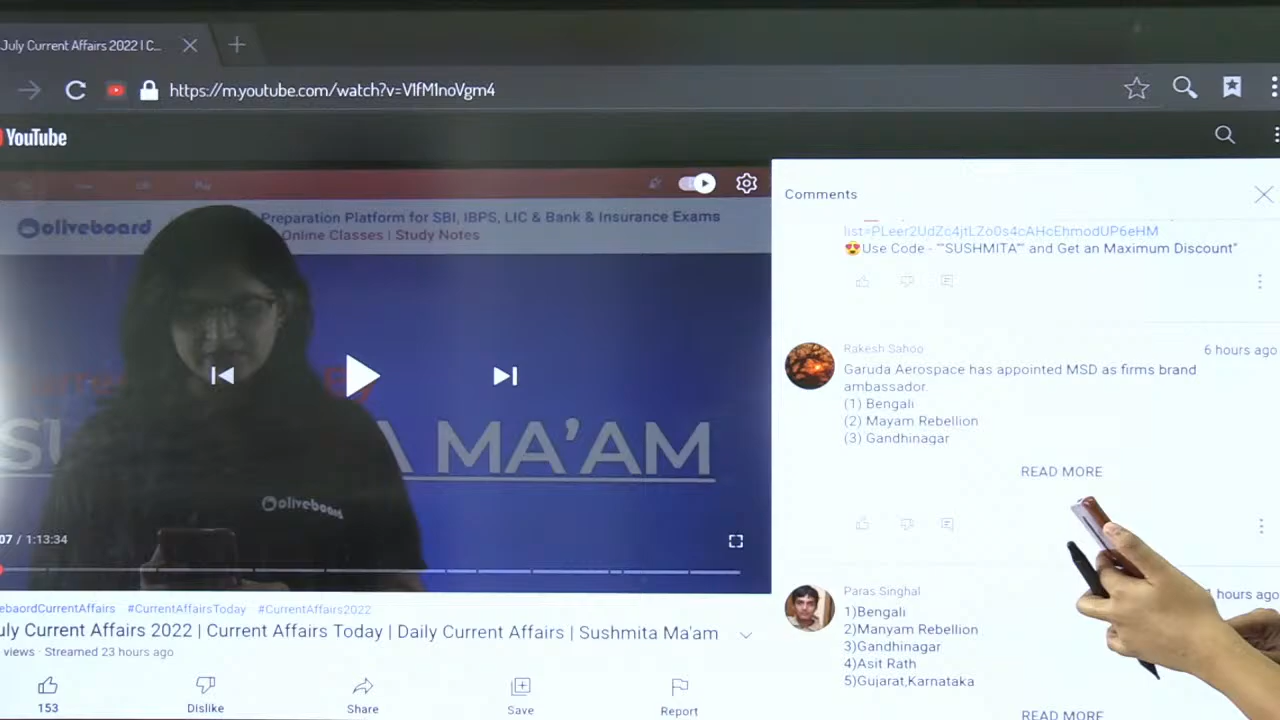 July Current Affairs 2022 | C...
https://m.youtube.com/watch?v=V1fM1noVgm4
YouTube
oliveboard
Preparation Platform for SBI, IBPS, LIC & Bank & Insurance Exams
Online Classes | Study Notes
MA'AM
oliveboard
07 / 1:13:34
ebaordCurrentAffairs #CurrentAffairsToday #CurrentAffairs2022
uly Current Affairs 2022 | Current Affairs Today | Daily Current Affairs | Sushmita Ma'am
views · Streamed 23 hours ago
153
Dislike
Share
Save
Report
Comments
list=PLeer2UdZc4jtLZo0s4cAHcEhmodUP6eHM
Use Code - ""SUSHMITA"" and Get an Maximum Discount"
Rakesh Sahoo
6 hours ago
Garuda Aerospace has appointed MSD as firms brand
ambassador.
(1) Bengali
(2) Mayam Rebellion
(3) Gandhinagar
READ MORE
Paras Singhal
hours ago
1)Bengali
2)Manyam Rebellion
3)Gandhinagar
4)Asit Rath
5)Gujarat,Karnataka
READ MORE